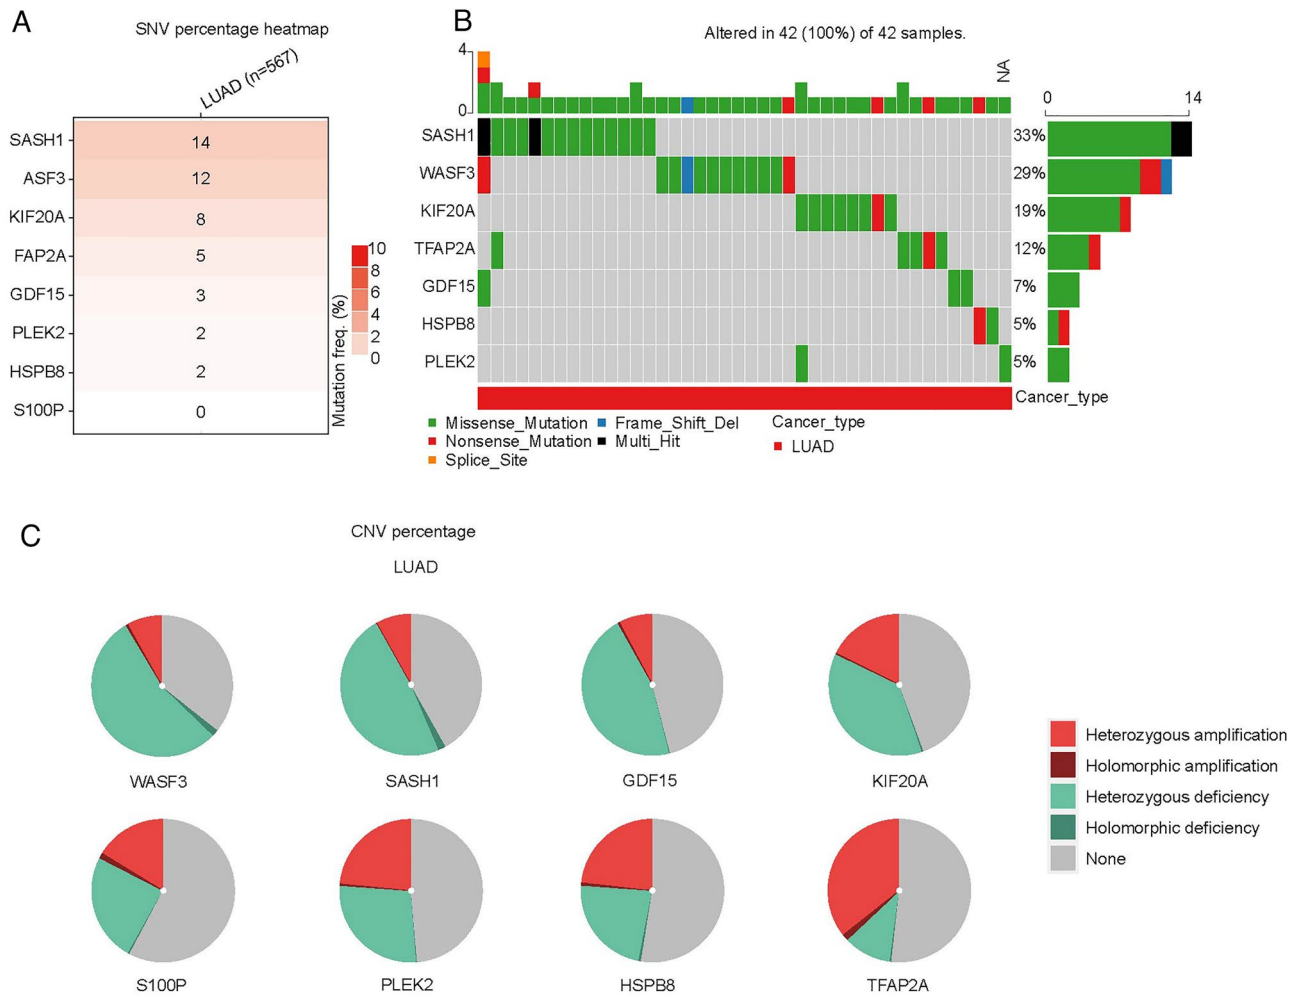 A
SNV percentage heatmap
LUAD (n=567)
SASH1 14
ASF3 12
KIF20A 8
FAP2A 5
GDF15 3
PLEK2 2
HSPB8 2
S100P 0
Mutation freq. (%)
10
8
6
4
2
0
B
Altered in 42 (100%) of 42 samples.
4
0
NA
0 14
SASH1 33%
WASF3 29%
KIF20A 19%
TFAP2A 12%
GDF15 7%
HSPB8 5%
PLEK2 5%
Cancer_type
Missense_Mutation Frame_Shift_Del Cancer_type
Nonsense_Mutation Multi_Hit LUAD
Splice_Site
C
CNV percentage
LUAD
WASF3 SASH1 GDF15 KIF20A
S100P PLEK2 HSPB8 TFAP2A
Heterozygous amplification
Holomorphic amplification
Heterozygous deficiency
Holomorphic deficiency
None